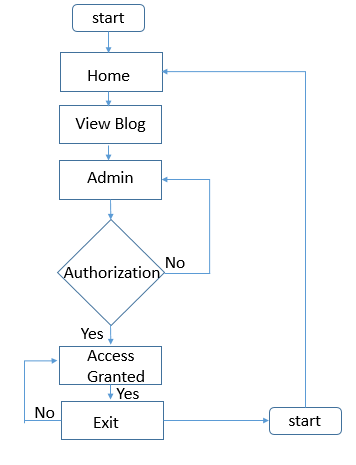 start
Home
View Blog
Admin
Authorization
No
Yes
Access
Granted
Yes
No
Exit
start